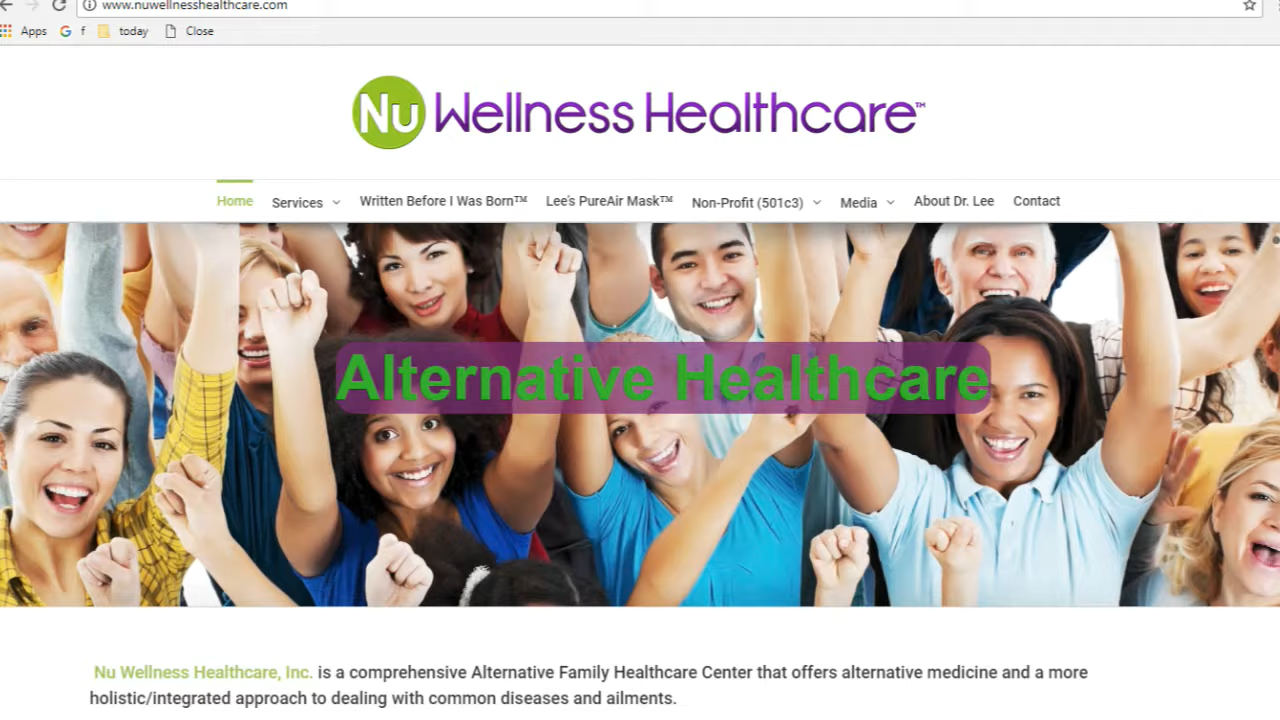 www.nuwellnesshealthcare.com
Apps G f today Close
Nu Wellness Healthcare™
Home Services Written Before I Was Born™ Lee's PureAir Mask™ Non-Profit (501c3) Media About Dr. Lee Contact
Alternative Healthcare
Nu Wellness Healthcare, Inc. is a comprehensive Alternative Family Healthcare Center that offers alternative medicine and a more
holistic/integrated approach to dealing with common diseases and ailments.